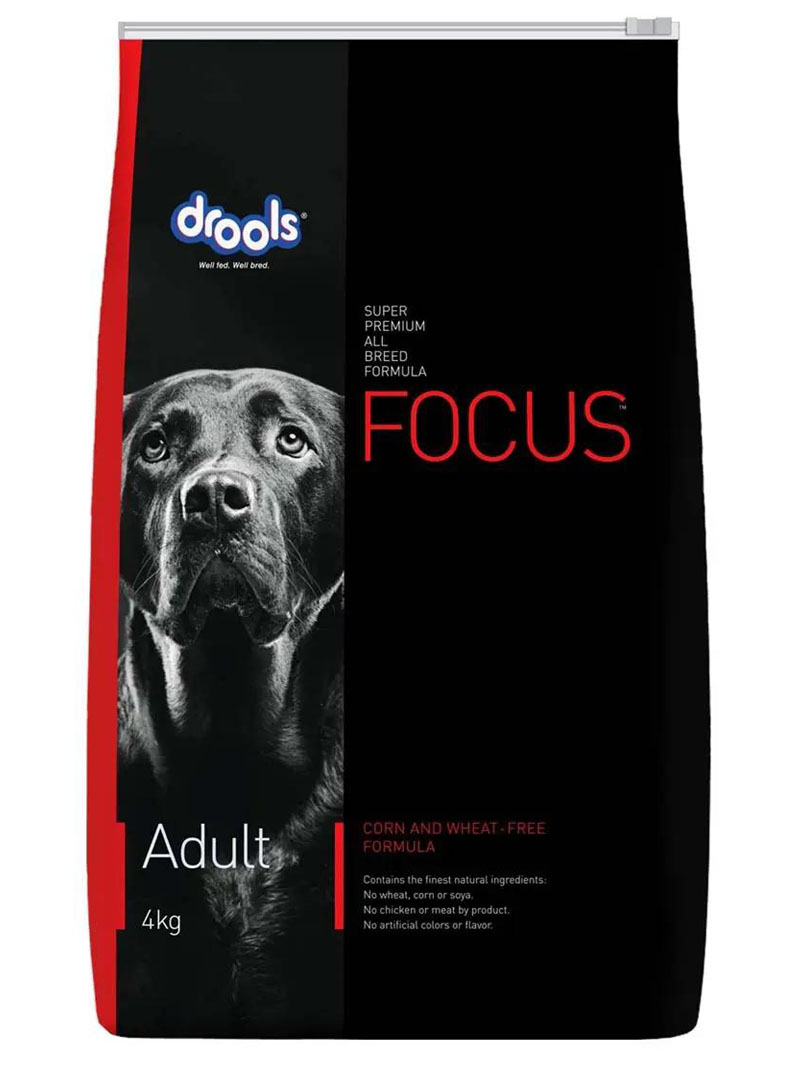 drools®
Well fed. Well bred.
SUPER
PREMIUM
ALL
BREED
FORMULA
FOCUS™
Adult
4kg
CORN AND WHEAT-FREE
FORMULA
Contains the finest natural ingredients:
No wheat, corn or soya.
No chicken or meat by product.
No artificial colors or flavor.